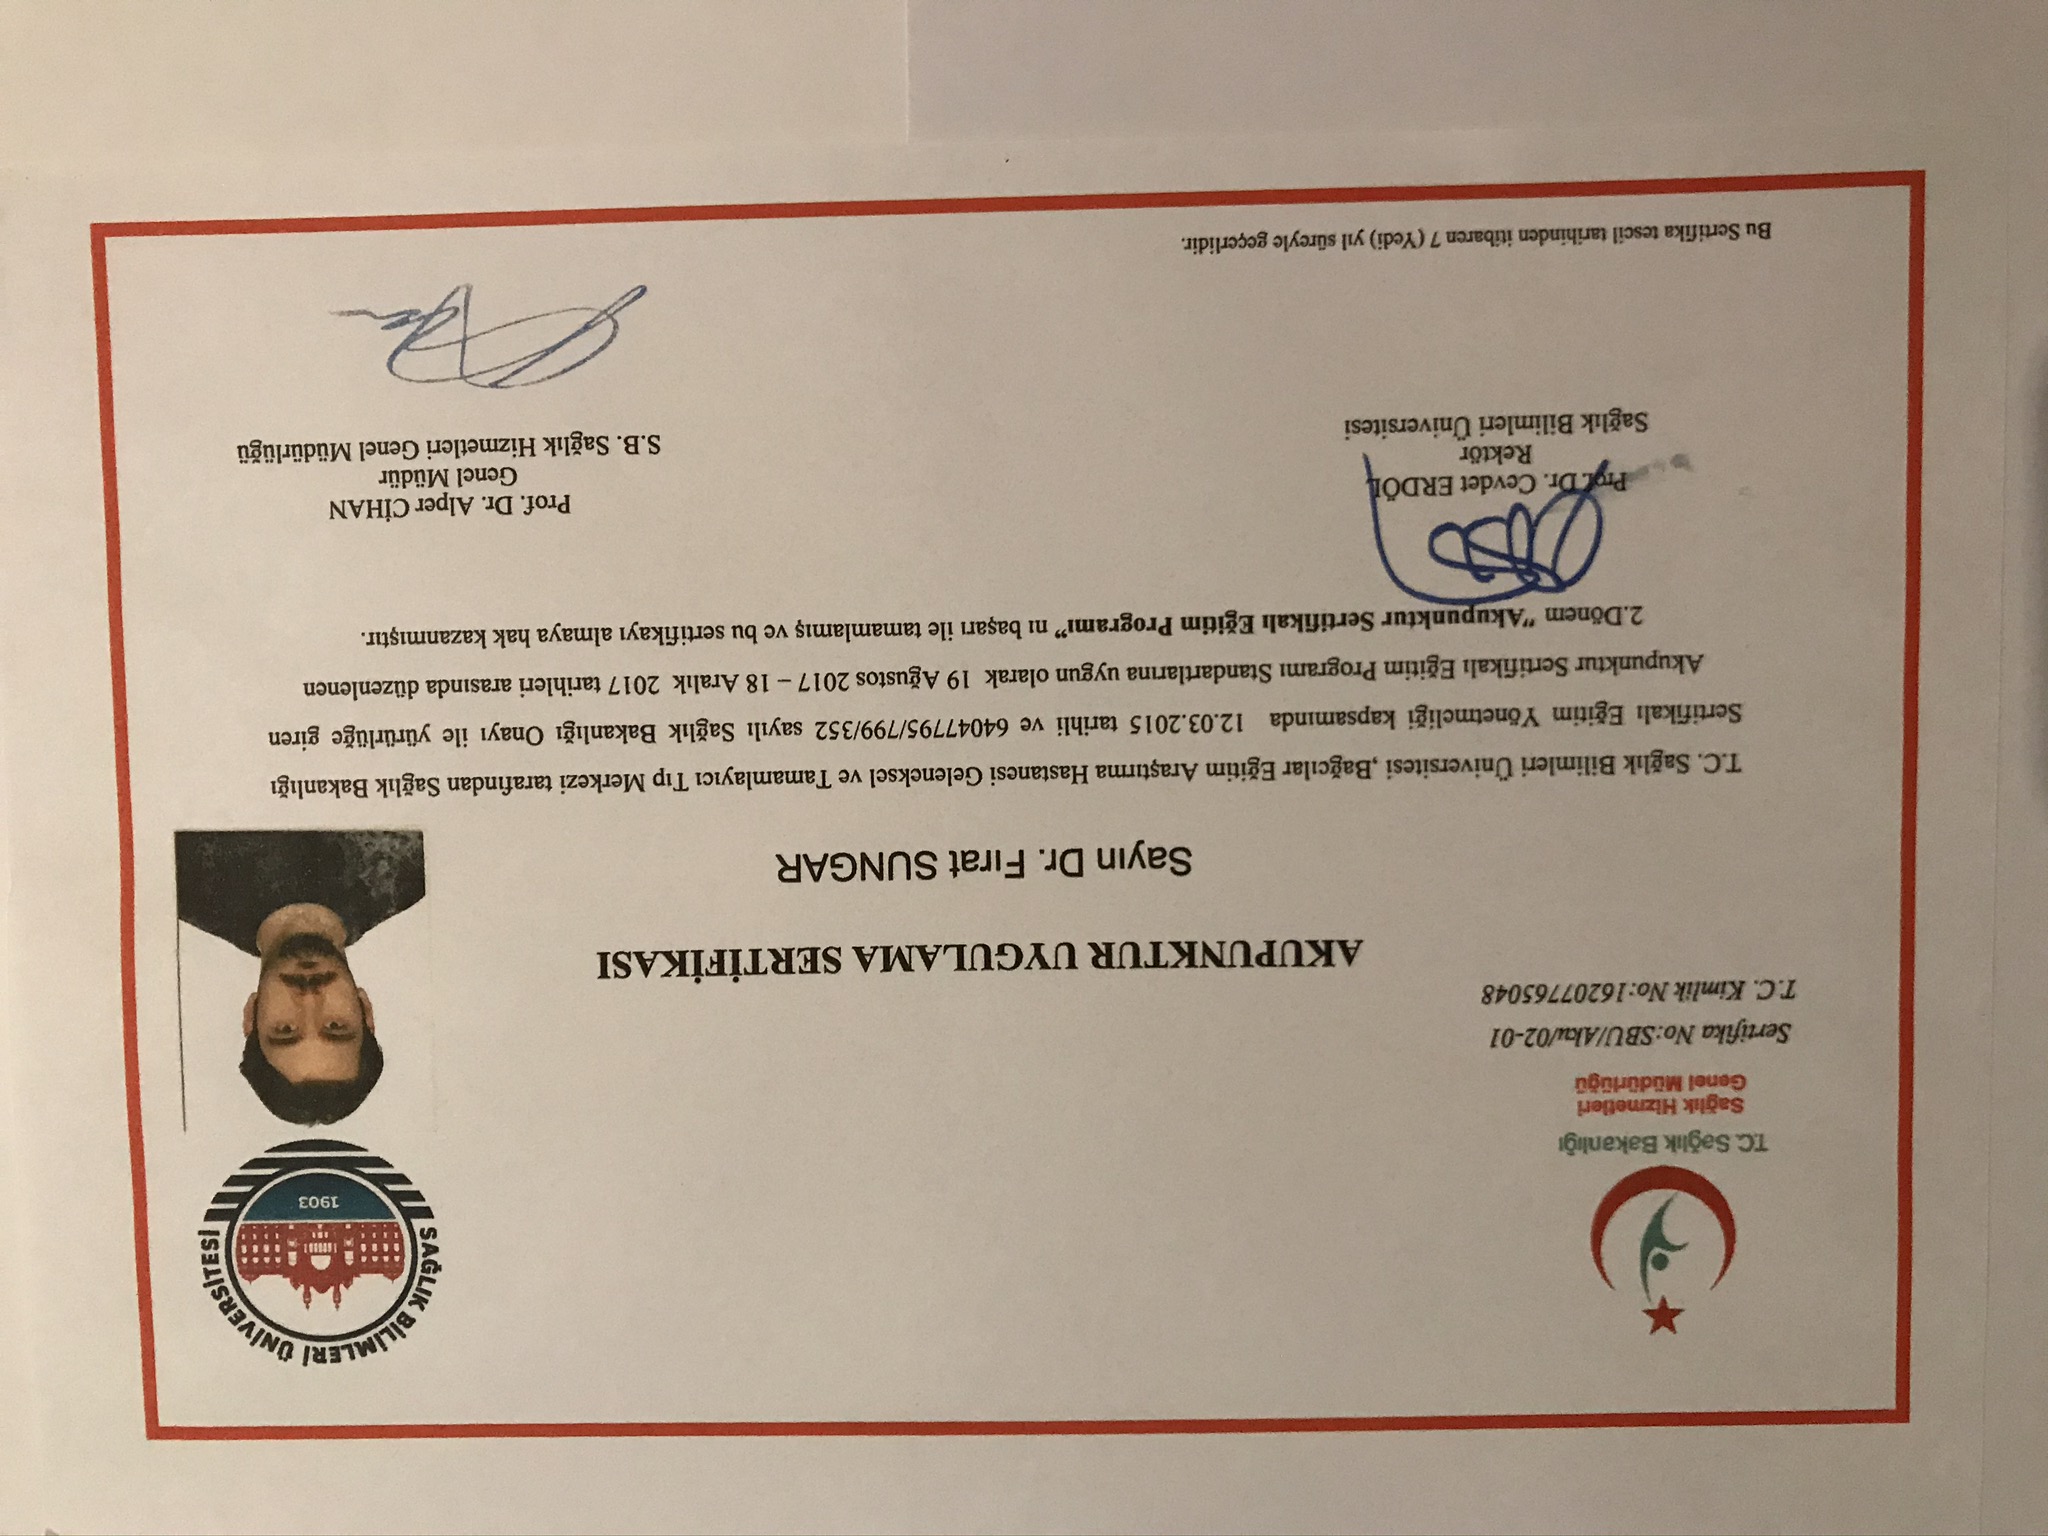 SAĞLIK BİLİMLERİ ÜNİVERSİTESİ
1903
T.C. Sağlık Bakanlığı
Sağlık Hizmetleri
Genel Müdürlüğü
Sertifika No:SBU/Aku/02-01
T.C. Kimlik No:16207765048
AKUPUNKTUR UYGULAMA SERTİFİKASI
Sayın Dr. Fırat SUNGAR
T.C. Sağlık Bilimleri Üniversitesi ,Bağcılar Eğitim Araştırma Hastanesi Geleneksel ve Tamamlayıcı Tıp Merkezi tarafından Sağlık Bakanlığı
Sertifikalı Eğitim Yönetmeliği kapsamında 12.03.2015 tarihli ve 64047795/799/352 sayılı Sağlık Bakanlığı Onayı ile yürürlüğe giren
Akupunktur Sertifikalı Eğitim Programı Standartlarına uygun olarak 19 Ağustos 2017 – 18 Aralık 2017 tarihleri arasında düzenlenen
2.Dönem "Akupunktur Sertifikalı Eğitim Programı" nı başarı ile tamamlamış ve bu sertifikayı almaya hak kazanmıştır.
Prof. Dr. Cevdet ERDÖL
Rektör
Sağlık Bilimleri Üniversitesi
Prof. Dr. Alper CİHAN
Genel Müdür
S.B. Sağlık Hizmetleri Genel Müdürlüğü
Bu Sertifika tescil tarihinden itibaren 7 (Yedi) yıl süreyle geçerlidir.